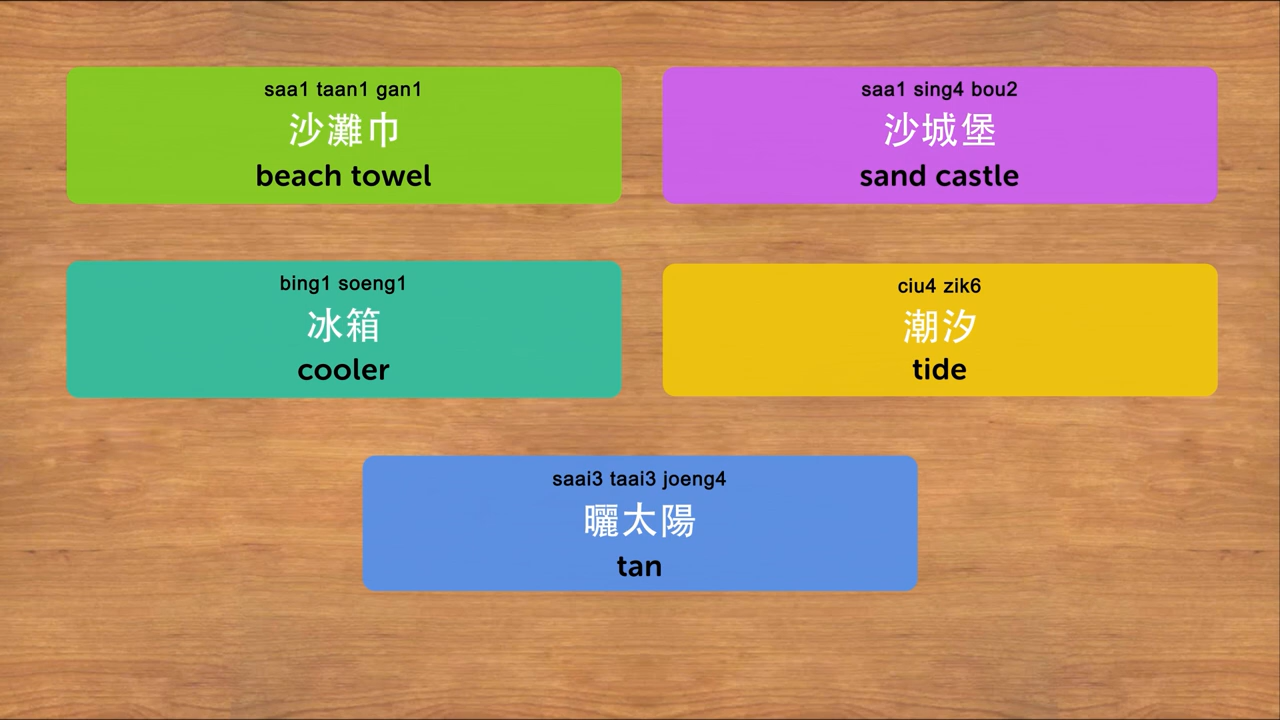 saa1 taan1 gan1
沙灘巾
beach towel
saa1 sing4 bou2
沙城堡
sand castle
bing1 soeng1
冰箱
cooler
ciu4 zik6
潮汐
tide
saai3 taai3 joeng4
曬太陽
tan